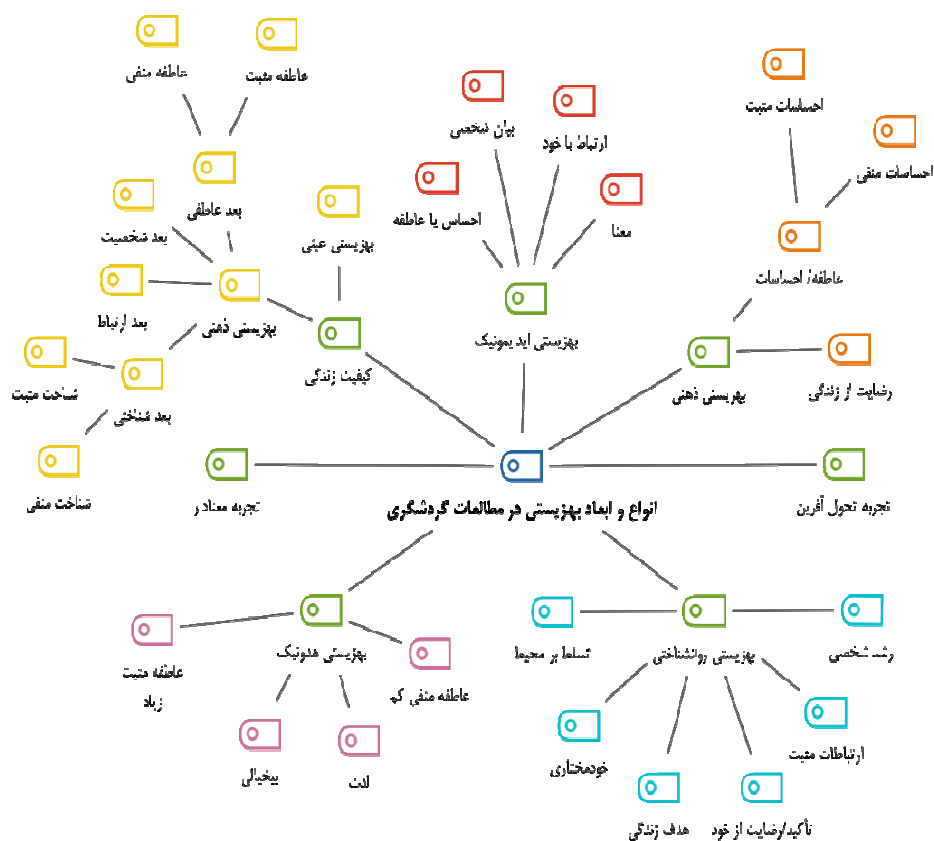 عاطفه منفی
عاطفه مثبت
بعد عاطفی
بعد شخصیت
بعد ارتباط
بهزیستی ذهنی
بهزیستی عینی
کیفیت زندگی
شناخت مثبت
بعد شناختی
شناخت منفی
بیان شخصی
ارتباط با خود
احساس یا عاطفه
معنا
بهزیستی ایدیمونیک
احساسات مثبت
احساسات منفی
عاطفه/ احساسات
بهزیستی ذهنی
رضایت از زندگی
تجربه معنادار
انواع و ابعاد بهزیستی در مطالعات گردشگری
تجربه تحول آفرین
عاطفه مثبت
زیاد
بهزیستی هدونیک
عاطفه منفی کم
بیخیالی
لذت
تسلط بر محیط
بهزیستی روانشناختی
رشد شخصی
خودمختاری
ارتباطات مثبت
هدف زندگی
تأکید/رضایت از خود